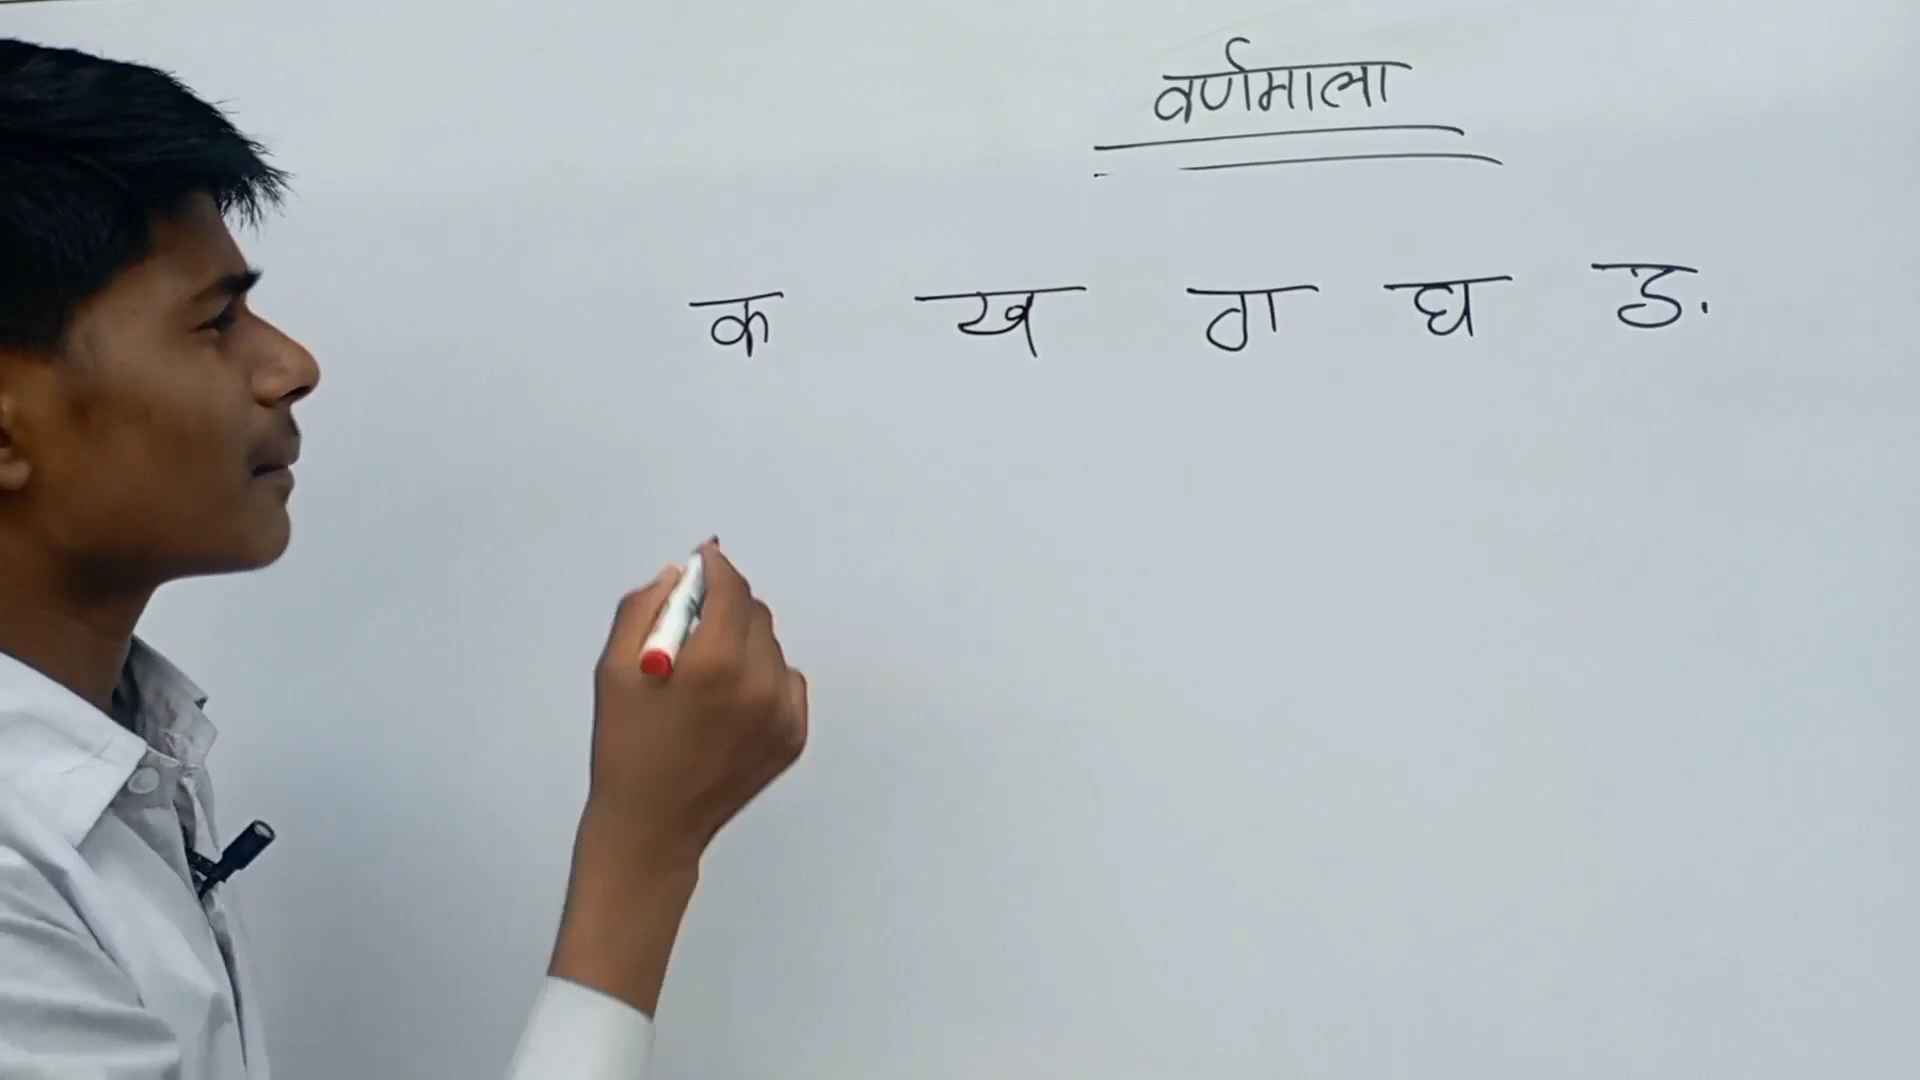 वर्णमाला
क ख ग घ ङ